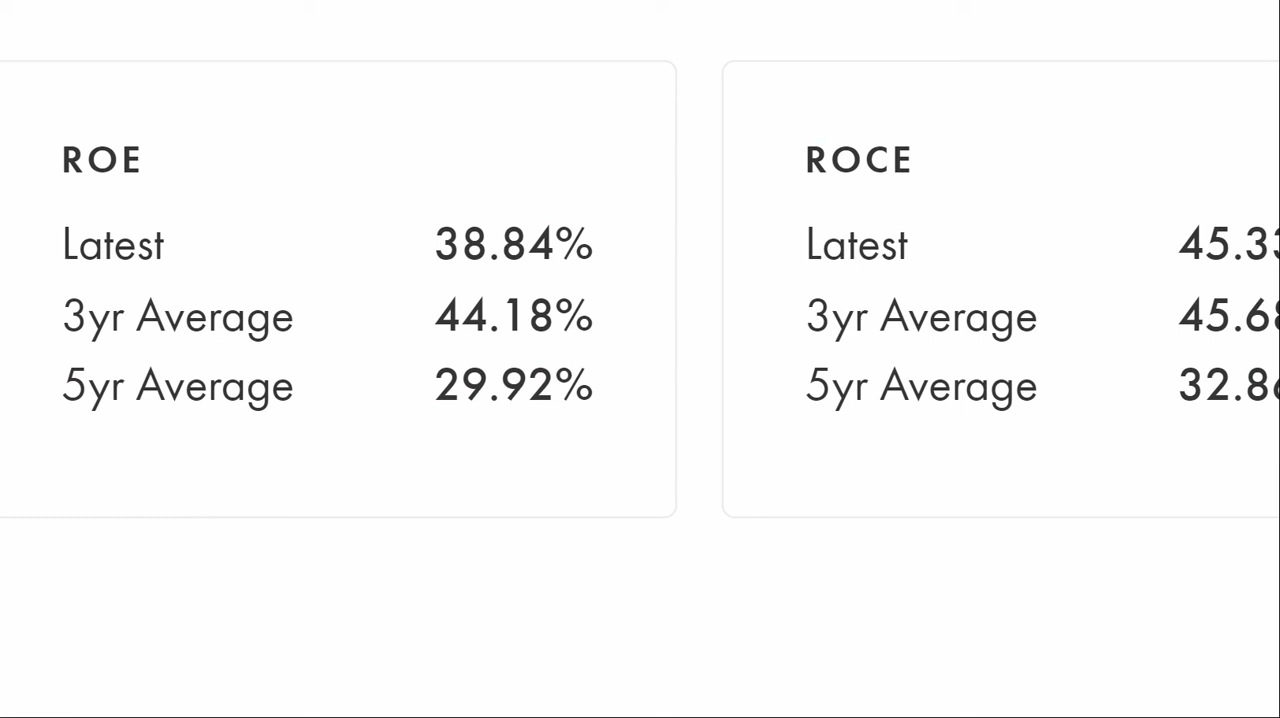 ROE
Latest 38.84%
3yr Average 44.18%
5yr Average 29.92%
ROCE
Latest
3yr Average
5yr Average